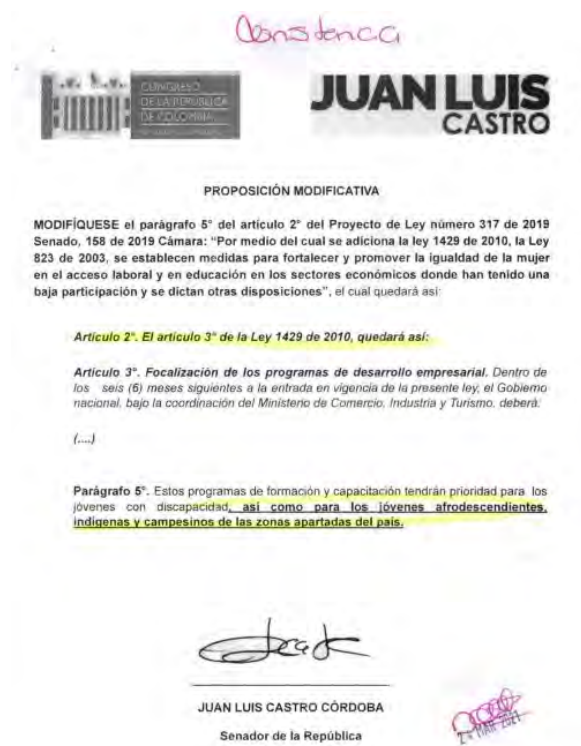 Constancia
CONGRESO
DE LA REPÚBLICA
DE COLOMBIA
JUAN LUIS
CASTRO
PROPOSICIÓN MODIFICATIVA
MODIFÍQUESE el parágrafo 5° del artículo 2° del Proyecto de Ley número 317 de 2019
Senado, 158 de 2019 Cámara: “Por medio del cual se adiciona la ley 1429 de 2010, la Ley
823 de 2003, se establecen medidas para fortalecer y promover la igualdad de la mujer
en el acceso laboral y en educación en los sectores económicos donde han tenido una
baja participación y se dictan otras disposiciones”, el cual quedará así:
Artículo 2°. El artículo 3° de la Ley 1429 de 2010, quedará así:
Artículo 3°. Focalización de los programas de desarrollo empresarial. Dentro de
los seis (6) meses siguientes a la entrada en vigencia de la presente ley, el Gobierno
nacional, bajo la coordinación del Ministerio de Comercio, Industria y Turismo, deberá:
(....)
Parágrafo 5°. Estos programas de formación y capacitación tendrán prioridad para los
jóvenes con discapacidad, así como para los jóvenes afrodescendientes,
indígenas y campesinos de las zonas apartadas del país.
JUAN LUIS CASTRO CÓRDOBA
Senador de la República
MAR 2021